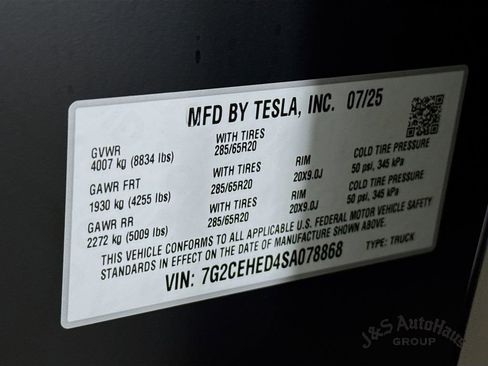 MFD BY TESLA, INC. 07/25
GVWR WITH TIRES COLD TIRE PRESSURE
4007 kg (8834 lbs) 285/65R20 RIM 50 psi, 345 kPa
GAWR FRT WITH TIRES 20X9.0J
1930 kg (4255 lbs) 285/65R20 RIM COLD TIRE PRESSURE
GAWR RR WITH TIRES 20X9.0J 50 psi, 345 kPa
2272 kg (5009 lbs) 285/65R20
THIS VEHICLE CONFORMS TO ALL APPLICABLE U.S. FEDERAL MOTOR VEHICLE SAFETY
STANDARDS IN EFFECT ON THE DATE OF MANUFACTURE SHOWN ABOVE.
VIN: 7G2CEHED4SA078868 TYPE: TRUCK
J&S AutoHaus
GROUP